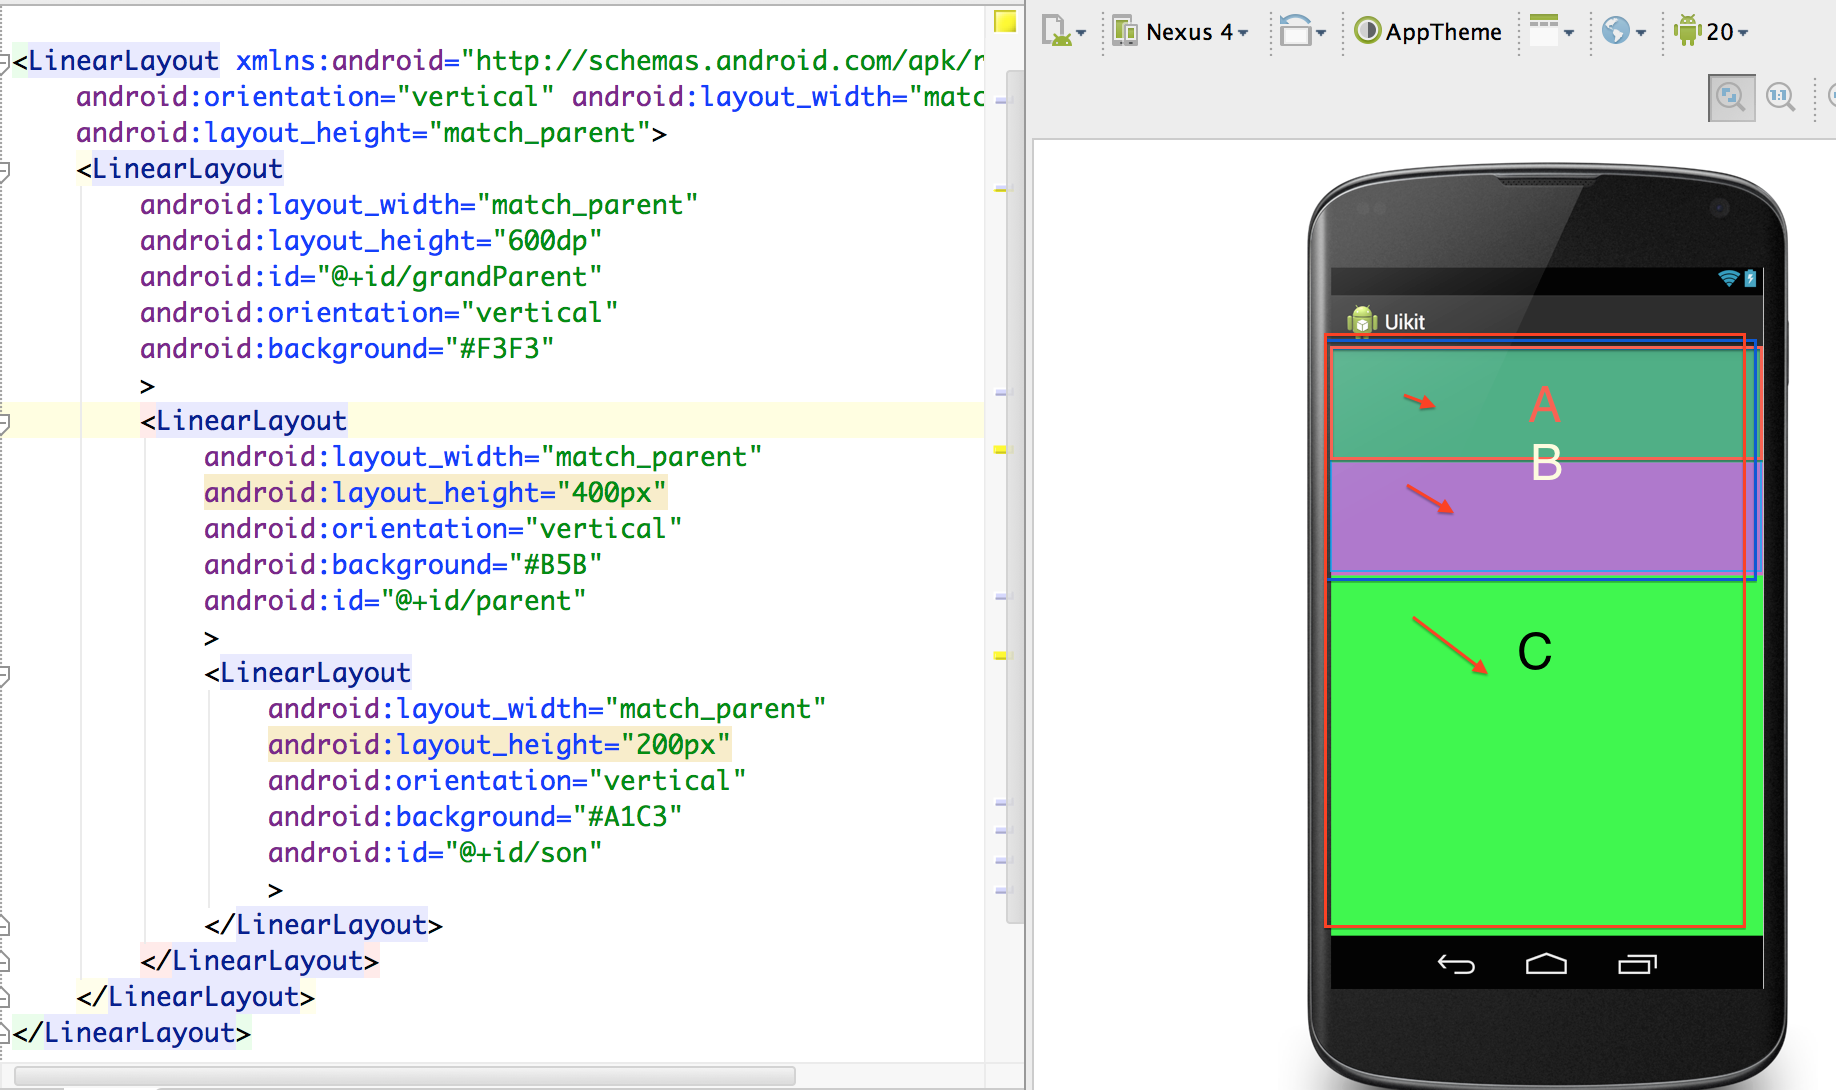 <LinearLayout xmlns:android="http://schemas.android.com/apk/r
android:orientation="vertical" android:layout_width="matc
android:layout_height="match_parent">
<LinearLayout
android:layout_width="match_parent"
android:layout_height="600dp"
android:id="@+id/grandParent"
android:orientation="vertical"
android:background="#F3F3"
>
<LinearLayout
android:layout_width="match_parent"
android:layout_height="400px"
android:orientation="vertical"
android:background="#B5B"
android:id="@+id/parent"
>
<LinearLayout
android:layout_width="match_parent"
android:layout_height="200px"
android:orientation="vertical"
android:background="#A1C3"
android:id="@+id/son"
>
</LinearLayout>
</LinearLayout>
</LinearLayout>
</LinearLayout>
Nexus 4 AppTheme 20
1:1
Uikit
A
B
C